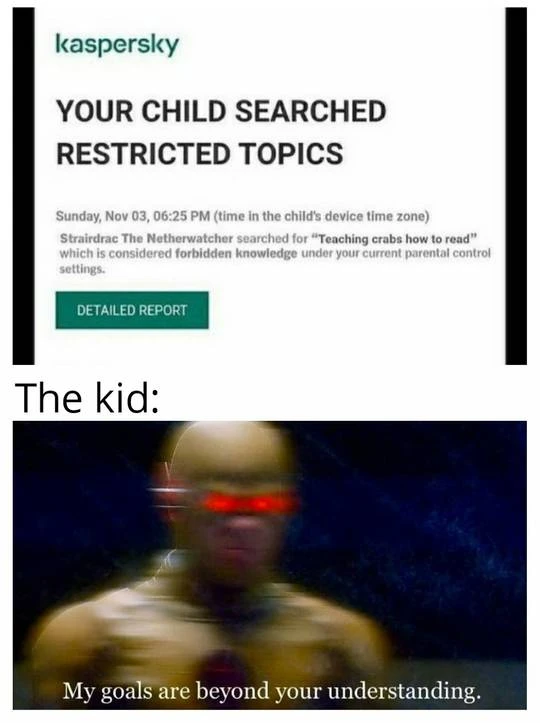 kaspersky
YOUR CHILD SEARCHED
RESTRICTED TOPICS
Sunday, Nov 03, 06:25 PM (time in the child's device time zone)
Strairdrac The Netherwatcher searched for "Teaching crabs how to read"
which is considered forbidden knowledge under your current parental control
settings.
DETAILED REPORT
The kid:
My goals are beyond your understanding.